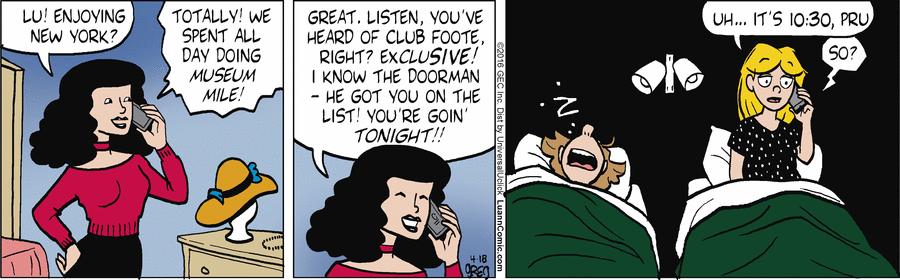 LU! ENJOYING
NEW YORK?
TOTALLY! WE
SPENT ALL
DAY DOING
MUSEUM
MILE!
GREAT. LISTEN, YOU'VE
HEARD OF CLUB FOOTE,
RIGHT? EXCLUSIVE!
I KNOW THE DOORMAN
- HE GOT YOU ON THE
LIST! YOU'RE GOIN'
TONIGHT!!
4-18
GREG
©2016 GEC Inc. Dist by UniversalUclick LuannComic.com
UH... IT'S 10:30, PRU
SO?
Z